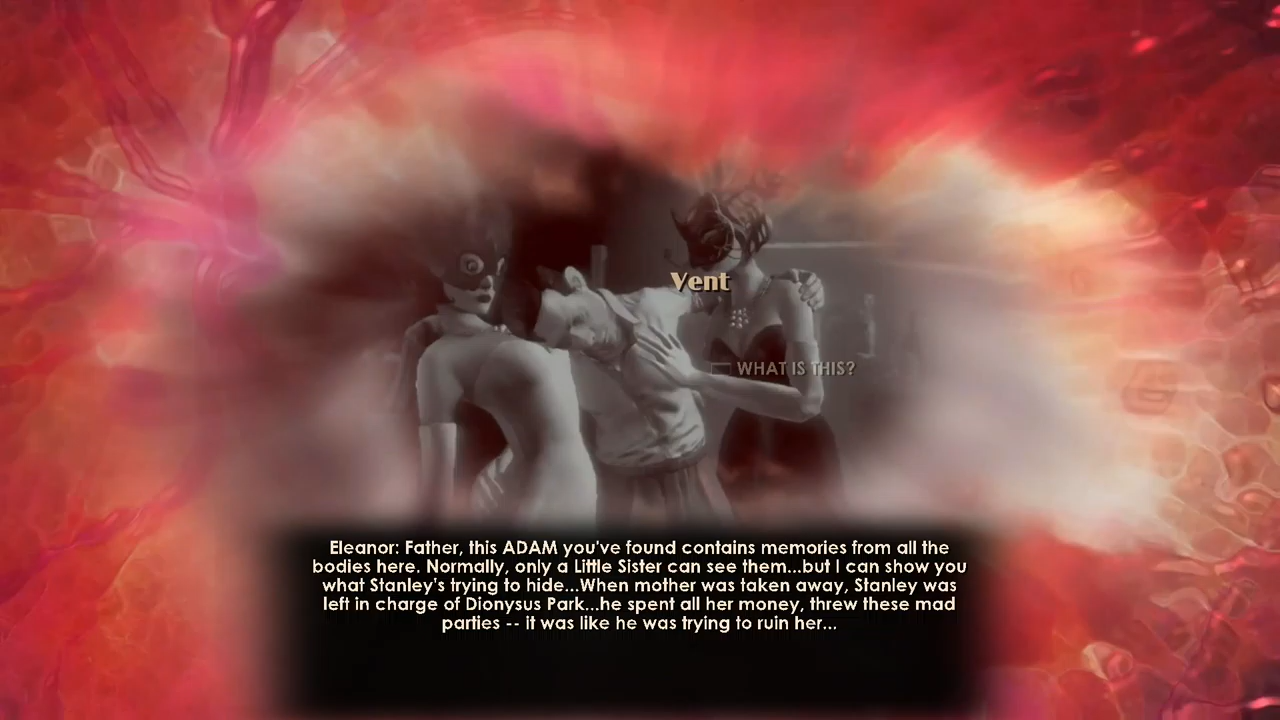 Vent
WHAT IS THIS?
Eleanor: Father, this ADAM you've found contains memories from all the
bodies here. Normally, only a Little Sister can see them...but I can show you
what Stanley's trying to hide...When mother was taken away, Stanley was
left in charge of Dionysus Park...he spent all her money, threw these mad
parties -- it was like he was trying to ruin her...